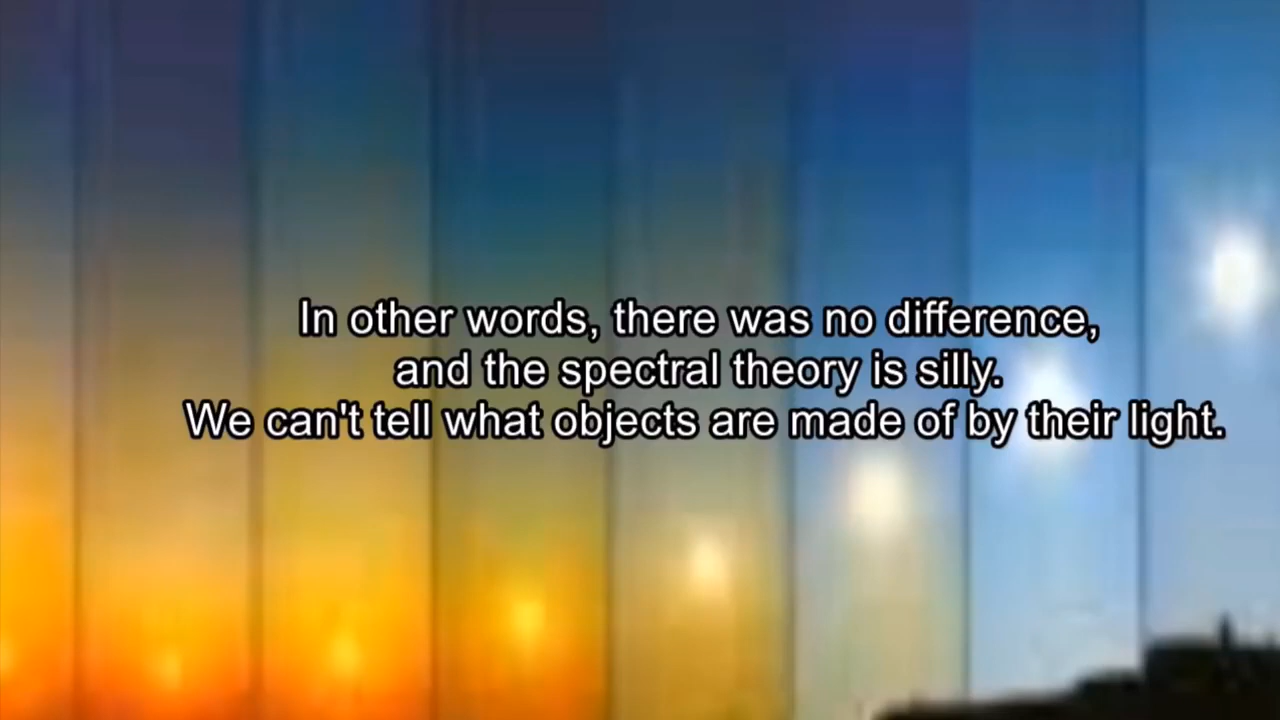 In other words, there was no difference,
and the spectral theory is silly.
We can't tell what objects are made of by their light.